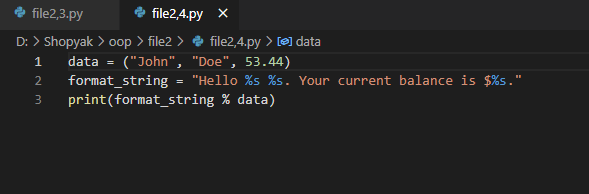 file2,3.py file2,4.py ×
D: > Shopyak > oop > file2 > file2,4.py > data
1 data = ("John", "Doe", 53.44)
2 format_string = "Hello %s %s. Your current balance is $%s."
3 print(format_string % data)